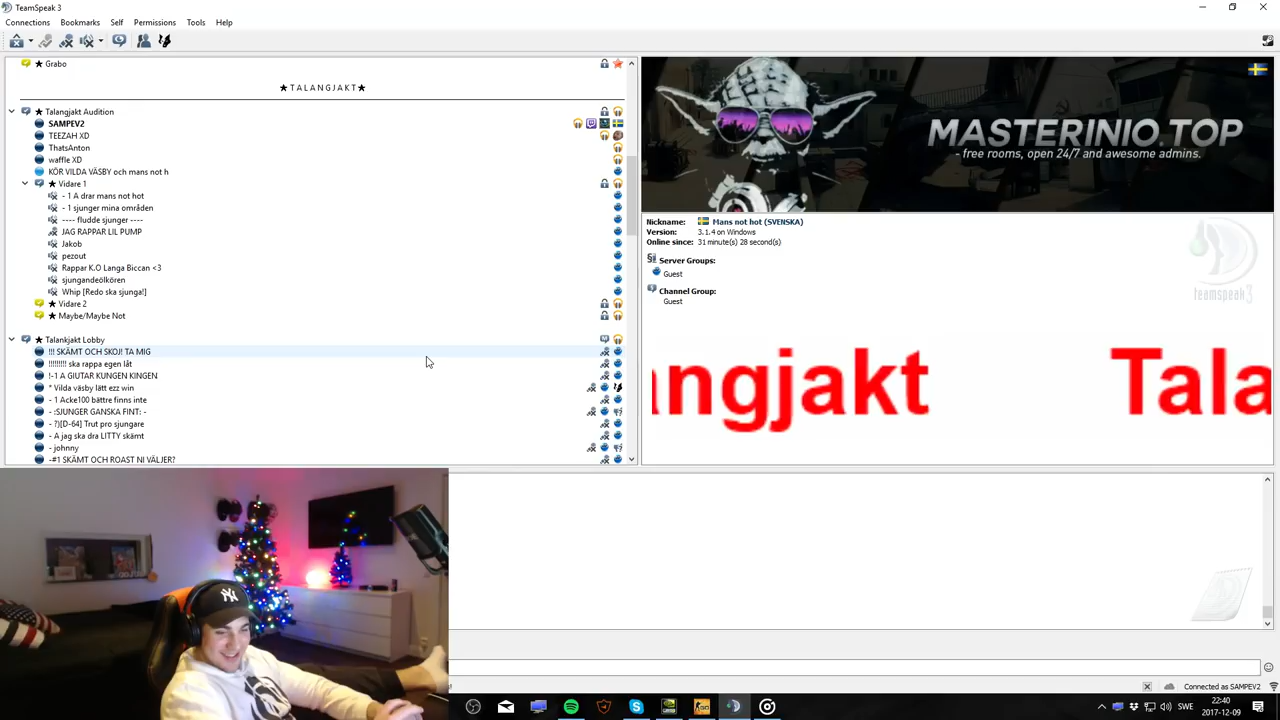 TeamSpeak 3
Connections Bookmarks Self Permissions Tools Help
★ Grabo
★ T A L A N G J A K T ★
★ Talangjakt Audition
SAMPEV2
TEEZAH XD
ThatsAnton
waffle XD
KÖR VILDA VÄSBY och mans not h
★ Vidare 1
- 1 A drar mans not hot
- 1 sjunger mina områden
---- fludde sjunger ----
JAG RAPPAR LIL PUMP
Jakob
pezout
Rappar K.O Langa Biccan <3
sjungandeölkören
Whip [Redo ska sjunga!]
★ Vidare 2
★ Maybe/Maybe Not
★ Talankjakt Lobby
!!! SKÄMT OCH SKOJ! TA MIG
!!!!!!!!! ska rappa egen låt
!-1 A GIUTAR KUNGEN KINGEN
* Vilda väsby lätt ezz win
- 1 Acke100 bättre finns inte
- :SJUNGER GANSKA FINT: -
- ?)[D-64] Trut pro sjungare
- A jag ska dra LITTY skämt
- johnny
-#1 SKÄMT OCH ROAST NI VÄLJER?
MASTERINIO.TOP
- free rooms, open 24/7 and awesome admins.
Nickname: Mans not hot (SVENSKA)
Version: 3.1.4 on Windows
Online since: 31 minute(s) 28 second(s)
Server Groups:
Guest
Channel Group:
Guest
teamspeak3
angjakt Tala
Connected as SAMPEV2
SWE
22:40
2017-12-09